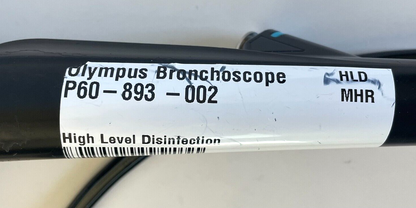 Olympus Bronchoscope HLD
P60-893-002 MHR
High Level Disinfection